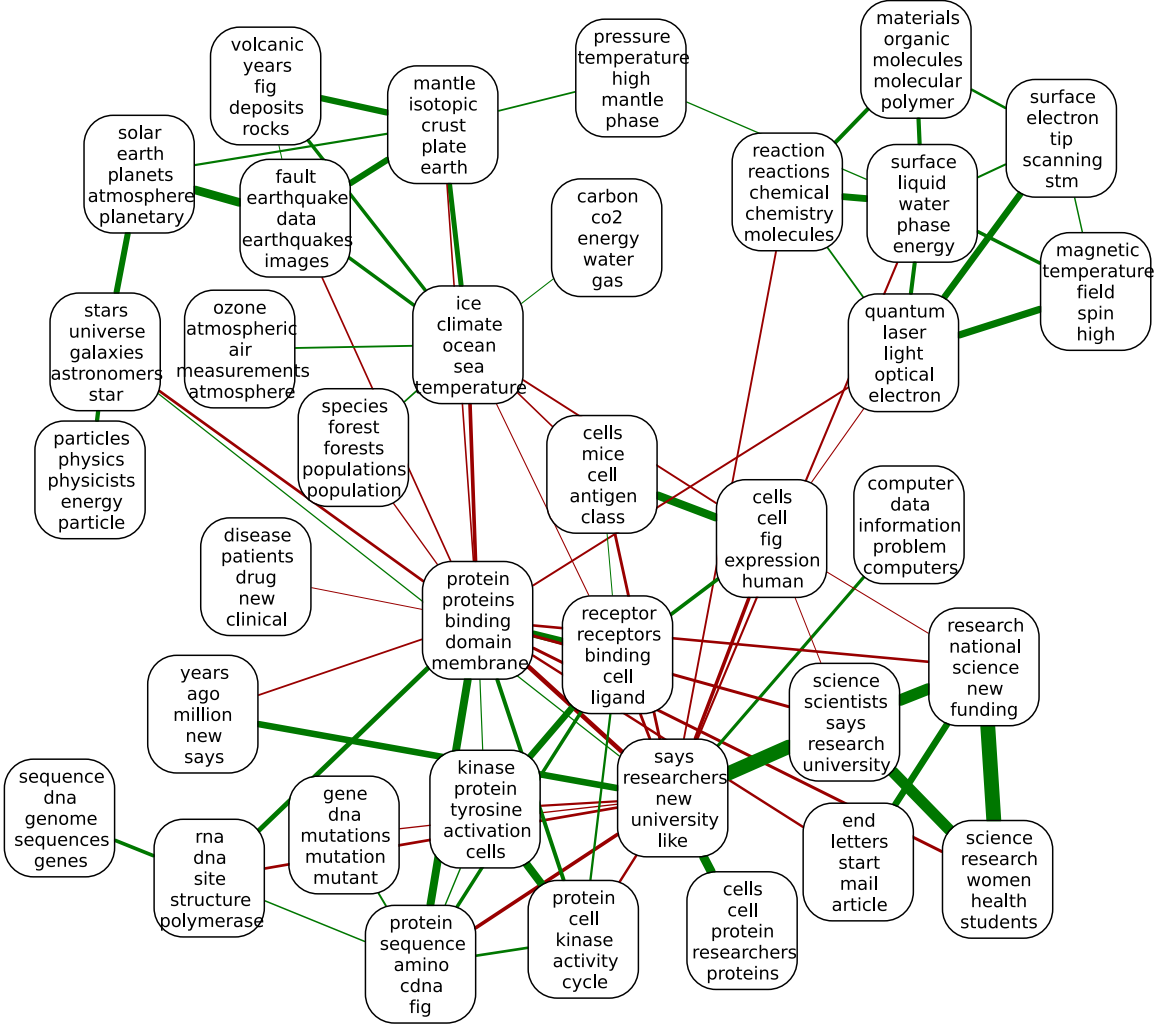 materials
organic
molecules
molecular
polymer
pressure
temperature
high
mantle
phase
volcanic
years
fig
deposits
rocks
mantle
isotopic
crust
plate
earth
surface
electron
tip
scanning
stm
solar
earth
planets
atmosphere
planetary
reaction
reactions
chemical
chemistry
molecules
surface
liquid
water
phase
energy
fault
earthquake
data
earthquakes
images
carbon
co2
energy
water
gas
magnetic
temperature
field
spin
high
stars
universe
galaxies
astronomers
star
ozone
atmospheric
air
measurements
atmosphere
ice
climate
ocean
sea
temperature
quantum
laser
light
optical
electron
species
forest
forests
populations
population
particles
physics
physicists
energy
particle
cells
mice
cell
antigen
class
cells
cell
fig
expression
human
computer
data
information
problem
computers
disease
patients
drug
new
clinical
protein
proteins
binding
domain
membrane
receptor
receptors
binding
cell
ligand
research
national
science
new
funding
years
ago
million
new
says
science
scientists
says
research
university
sequence
dna
genome
sequences
genes
gene
dna
mutations
mutation
mutant
kinase
protein
tyrosine
activation
cells
says
researchers
new
university
like
rna
dna
site
structure
polymerase
end
letters
start
mail
article
science
research
women
health
students
protein
sequence
amino
cdna
fig
protein
cell
kinase
activity
cycle
cells
cell
protein
researchers
proteins